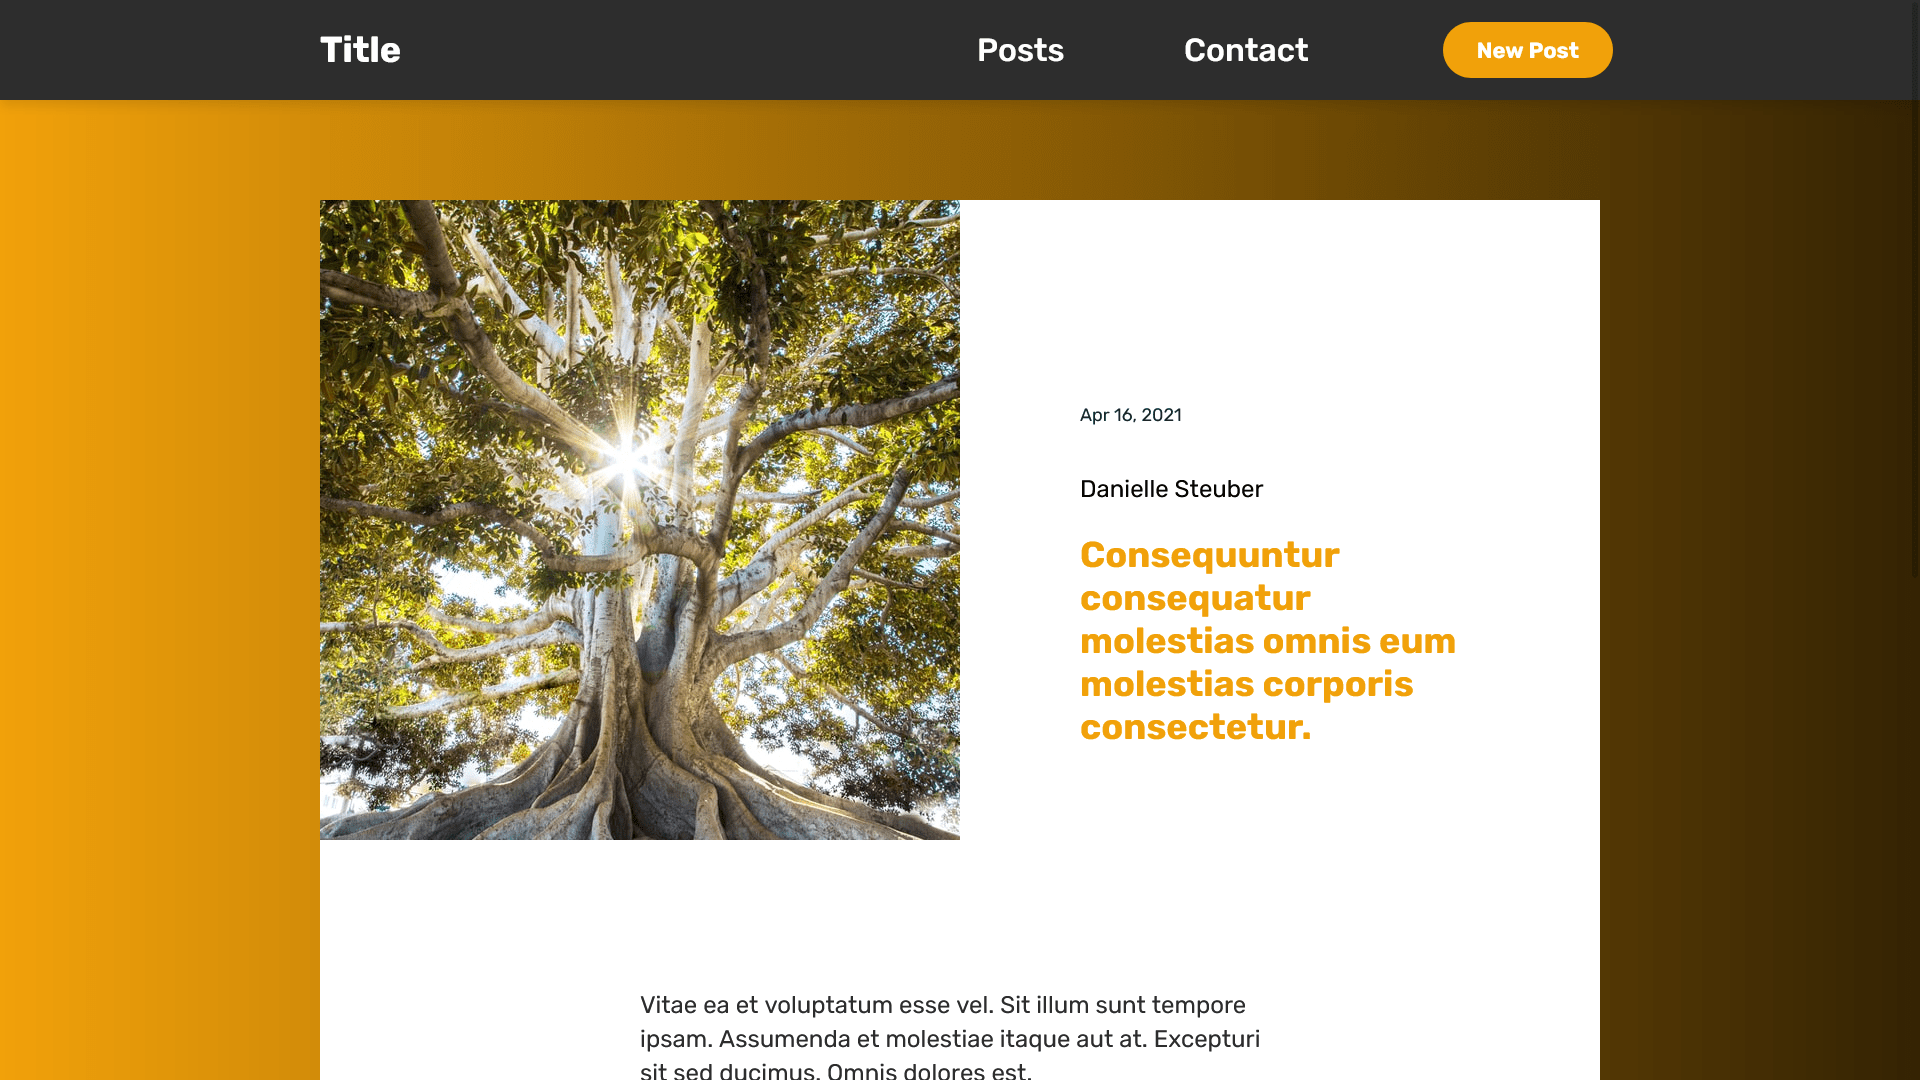 Title
Posts
Contact
New Post
Apr 16, 2021
Danielle Steuber
Consequuntur
consequatur
molestias omnis eum
molestias corporis
consectetur.
Vitae ea et voluptatum esse vel. Sit illum sunt tempore
ipsam. Assumenda et molestiae itaque aut at. Excepturi
sit sed ducimus. Omnis dolores est.